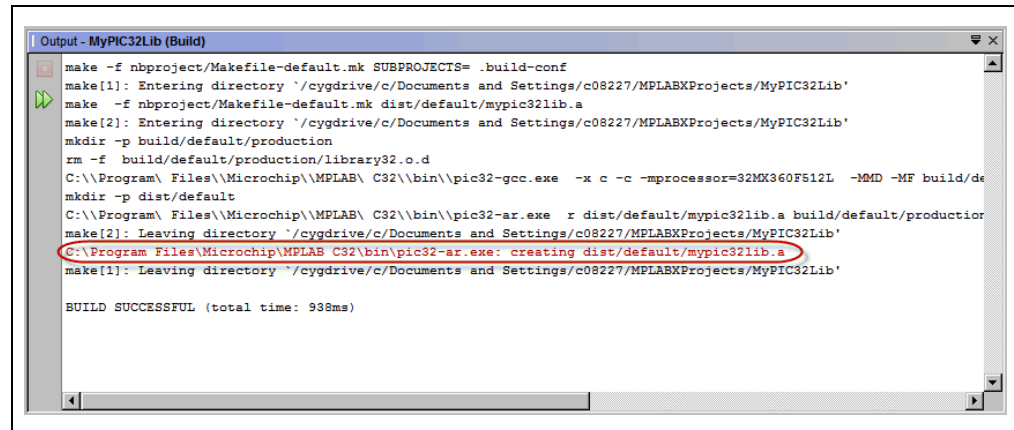 Output - MyPIC32Lib (Build)
make -f nbproject/Makefile-default.mk SUBPROJECTS= .build-conf
make[1]: Entering directory `/cygdrive/c/Documents and Settings/c08227/MPLABXProjects/MyPIC32Lib'
make  -f nbproject/Makefile-default.mk dist/default/mypic32lib.a
make[2]: Entering directory `/cygdrive/c/Documents and Settings/c08227/MPLABXProjects/MyPIC32Lib'
mkdir -p build/default/production
rm -f  build/default/production/library32.o.d
C:\\Program\ Files\\Microchip\\MPLAB\ C32\\bin\\pic32-gcc.exe  -x c -c -mprocessor=32MX360F512L  -MMD -MF build/de
mkdir -p dist/default
C:\\Program\ Files\\Microchip\\MPLAB\ C32\\bin\\pic32-ar.exe  r dist/default/mypic32lib.a build/default/production
make[2]: Leaving directory `/cygdrive/c/Documents and Settings/c08227/MPLABXProjects/MyPIC32Lib'
C:\Program Files\Microchip\MPLAB C32\bin\pic32-ar.exe: creating dist/default/mypic32lib.a
make[1]: Leaving directory `/cygdrive/c/Documents and Settings/c08227/MPLABXProjects/MyPIC32Lib'
BUILD SUCCESSFUL (total time: 938ms)